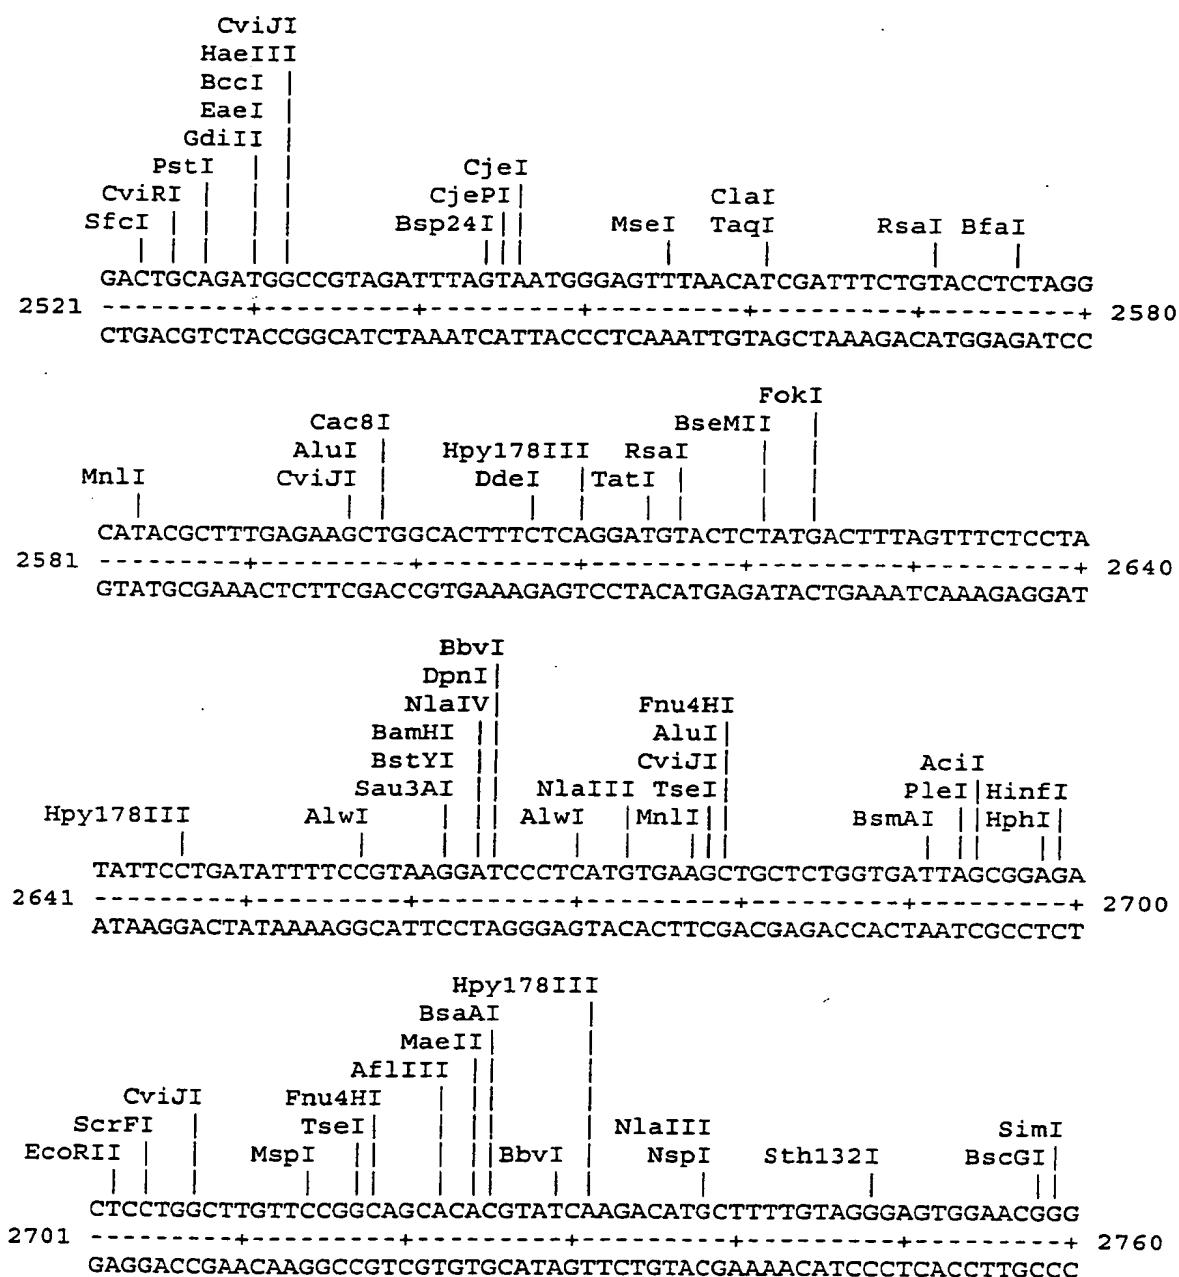 CviJI
HaeIII
BccI
EaeI
GdiII
PstI CjeI
CviRI CjePI ClaI
SfcI Bsp24I MseI TaqI RsaI BfaI
GACTGCAGATGGCCGTAGATTTAGTAATGGGAGTTTAACATCGATTTCTGTACCTCTAGG
2521 ---------+---------+---------+---------+---------+---------+ 2580
CTGACGTCTACCGGCATCTAAATCATTACCCTCAAATTGTAGCTAAAGACATGGAGATCC
FokI
Cac8I BseMII
AluI Hpy178III RsaI
MnlI CviJI DdeI TatI
CATACGCTTTGAGAAGCTGGCACTTTCTCAGGATGTACTCTATGACTTTAGTTTCTCCTA
2581 ---------+---------+---------+---------+---------+---------+ 2640
GTATGCGAAACTCTTCGACCGTGAAAGAGTCCTACATGAGATACTGAAATCAAAGAGGAT
BbvI
DpnI
NlaIV Fnu4HI
BamHI AluI
BstYI CviJI AciI
Sau3AI NlaIII TseI PleI HinfI
Hpy178III AlwI AlwI MnlI BsmAI HphI
TATTCCTGATATTTTCCGTAAGGATCCCTCATGTGAAGCTGCTCTGGTGATTAGCGGAGA
2641 ---------+---------+---------+---------+---------+---------+ 2700
ATAAGGACTATAAAAGGCATTCCTAGGGAGTACACTTCGACGAGACCACTAATCGCCTCT
Hpy178III
BsaAI
MaeII
AflIII
CviJI Fnu4HI
ScrFI TseI NlaIII SimI
EcoRII MspI BbvI NspI Sth132I BscGI
CTCCTGGCTTGTTCCGGCAGCACACGTATCAAGACATGCTTTTGTAGGGAGTGGAACGGG
2701 ---------+---------+---------+---------+---------+---------+ 2760
GAGGACCGAACAAGGCCGTCGTGTGCATAGTTCTGTACGAAAACATCCCTCACCTTGCCC